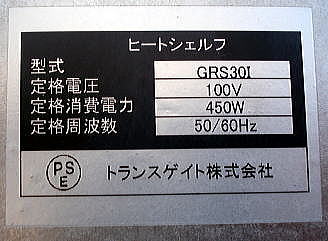 ヒートシェルフ
型式 GRS30I
定格電圧 100V
定格消費電力 450W
定格周波数 50/60Hz
PSE トランスゲイト株式会社